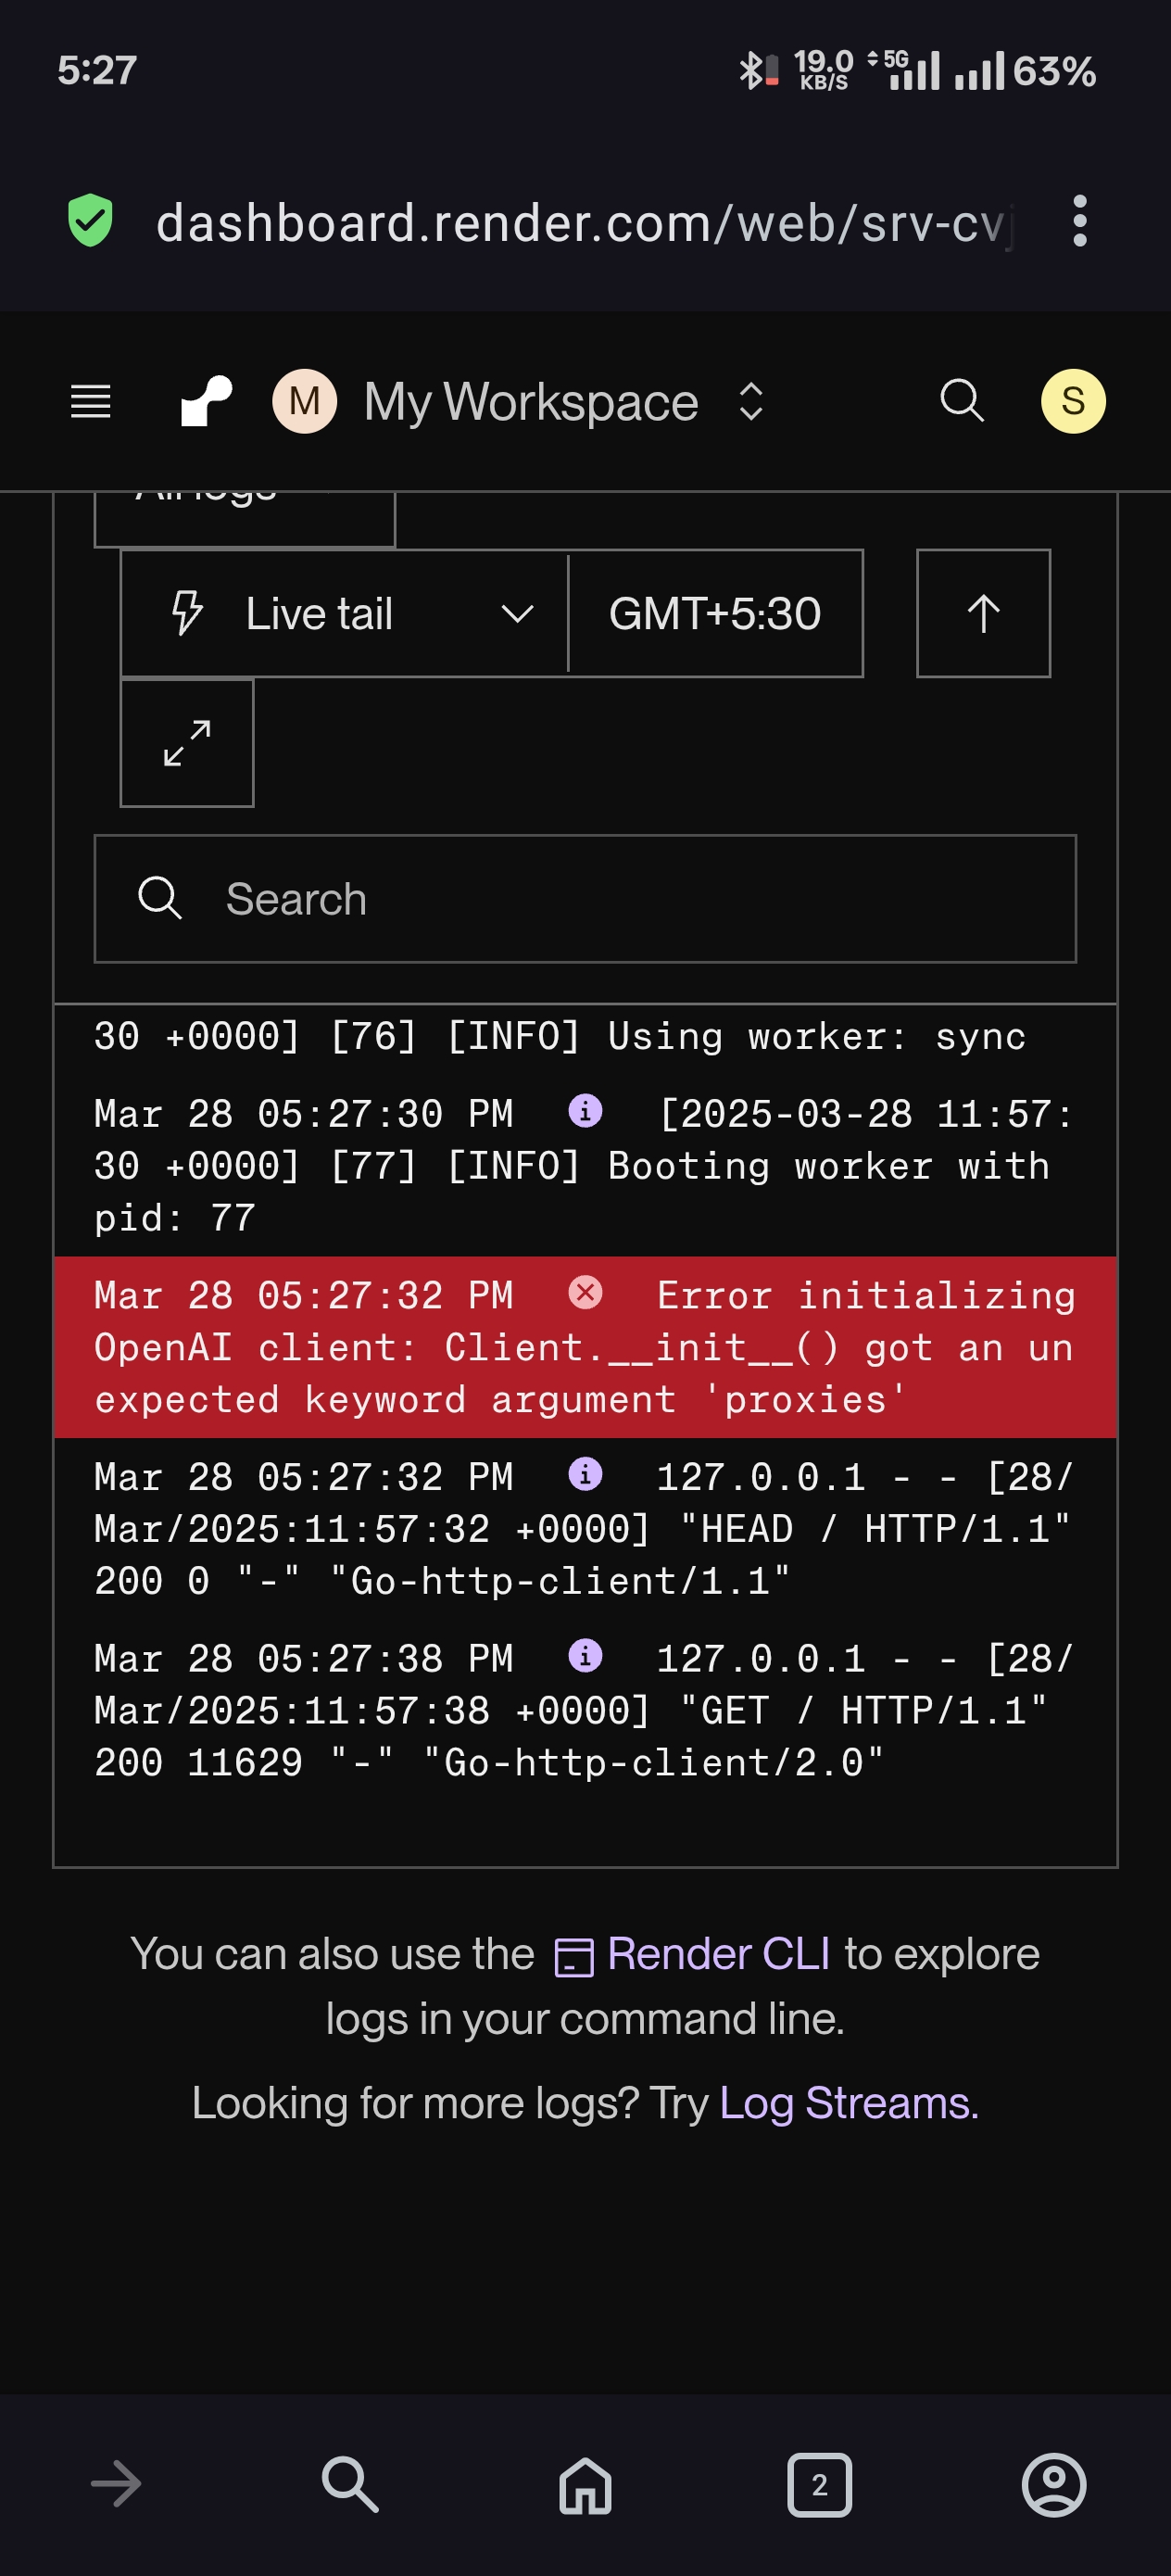 5:27
19.0 KB/S 5G 63%
dashboard.render.com/web/srv-cv
M My Workspace S
All logs
Live tail GMT+5:30
Search
30 +0000] [76] [INFO] Using worker: sync
Mar 28 05:27:30 PM [2025-03-28 11:57:
30 +0000] [77] [INFO] Booting worker with
pid: 77
Mar 28 05:27:32 PM Error initializing
OpenAI client: Client.__init__() got an un
expected keyword argument 'proxies'
Mar 28 05:27:32 PM 127.0.0.1 - - [28/
Mar/2025:11:57:32 +0000] "HEAD / HTTP/1.1"
200 0 "-" "Go-http-client/1.1"
Mar 28 05:27:38 PM 127.0.0.1 - - [28/
Mar/2025:11:57:38 +0000] "GET / HTTP/1.1"
200 11629 "-" "Go-http-client/2.0"
You can also use the Render CLI to explore
logs in your command line.
Looking for more logs? Try Log Streams.
2